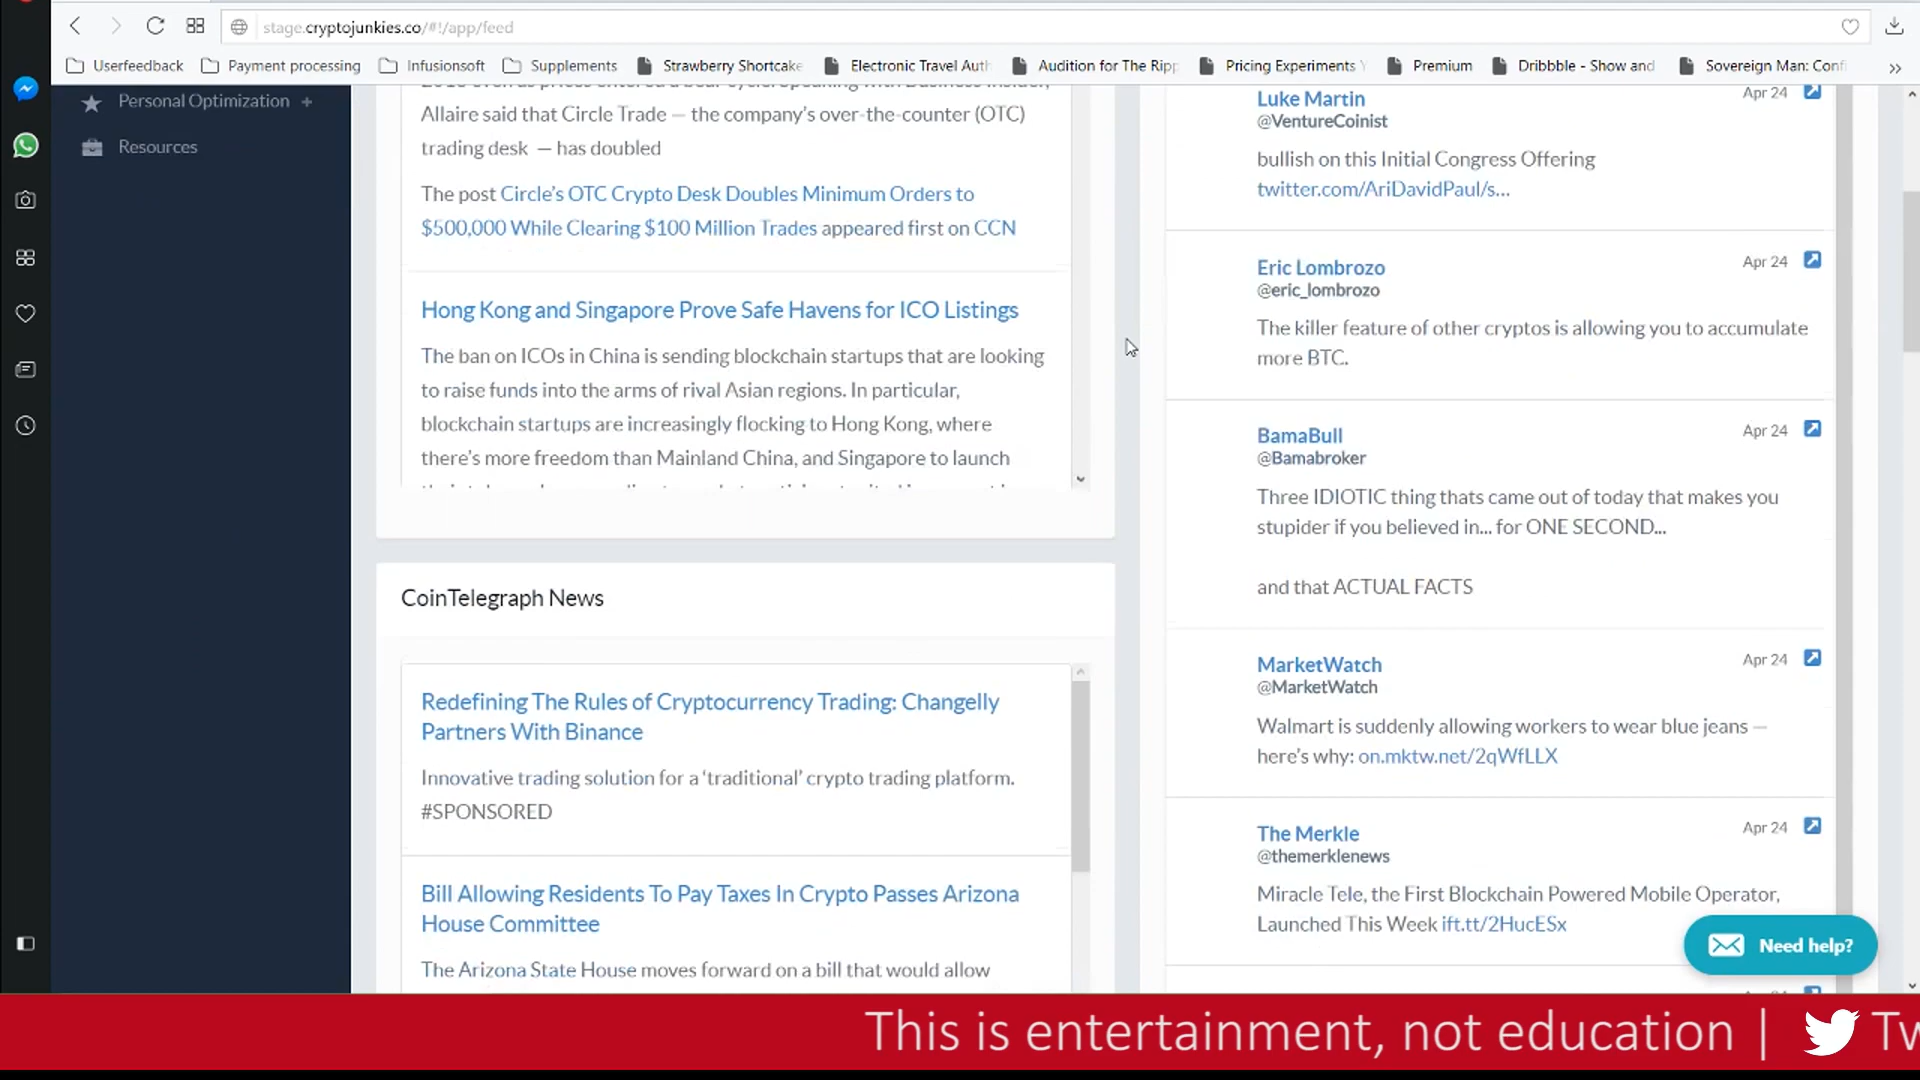 stage.cryptojunkies.co/#!/app/feed
Userfeedback
Payment processing
Infusionsoft
Supplements
Strawberry Shortcake
Electronic Travel Auth
Audition for The Ripp
Pricing Experiments Y
Premium
Dribbble - Show and
Sovereign Man: Confi
Personal Optimization +
Resources
Allaire said that Circle Trade — the company's over-the-counter (OTC)
trading desk — has doubled
The post Circle's OTC Crypto Desk Doubles Minimum Orders to
$500,000 While Clearing $100 Million Trades appeared first on CCN
Hong Kong and Singapore Prove Safe Havens for ICO Listings
The ban on ICOs in China is sending blockchain startups that are looking
to raise funds into the arms of rival Asian regions. In particular,
blockchain startups are increasingly flocking to Hong Kong, where
there's more freedom than Mainland China, and Singapore to launch
CoinTelegraph News
Redefining The Rules of Cryptocurrency Trading: Changelly
Partners With Binance
Innovative trading solution for a 'traditional' crypto trading platform.
#SPONSORED
Bill Allowing Residents To Pay Taxes In Crypto Passes Arizona
House Committee
The Arizona State House moves forward on a bill that would allow
Luke Martin
Apr 24
@VentureCoinist
bullish on this Initial Congress Offering
twitter.com/AriDavidPaul/s...
Eric Lombrozo
Apr 24
@eric_lombrozo
The killer feature of other cryptos is allowing you to accumulate
more BTC.
BamaBull
Apr 24
@Bamabroker
Three IDIOTIC thing thats came out of today that makes you
stupider if you believed in... for ONE SECOND...
and that ACTUAL FACTS
MarketWatch
Apr 24
@MarketWatch
Walmart is suddenly allowing workers to wear blue jeans —
here's why: on.mktw.net/2qWfLLX
The Merkle
Apr 24
@themerklenews
Miracle Tele, the First Blockchain Powered Mobile Operator,
Launched This Week ift.tt/2HucESx
Need help?
This is entertainment, not education | Tw